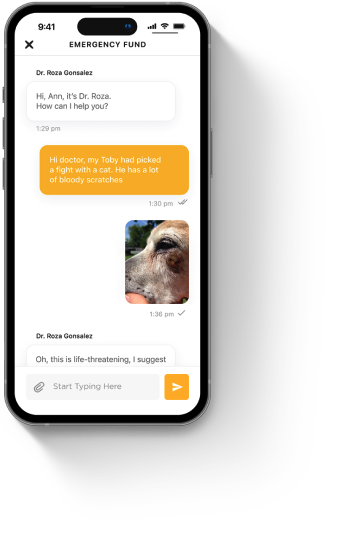 9:41
EMERGENCY FUND
Dr. Roza Gonsalez
Hi, Ann, it's Dr. Roza.
How can I help you?
1:29 pm
Hi doctor, my Toby had picked
a fight with a cat. He has a lot
of bloody scratches
1:30 pm
1:36 pm
Dr. Roza Gonsalez
Oh, this is life-threatening, I suggest
Start Typing Here